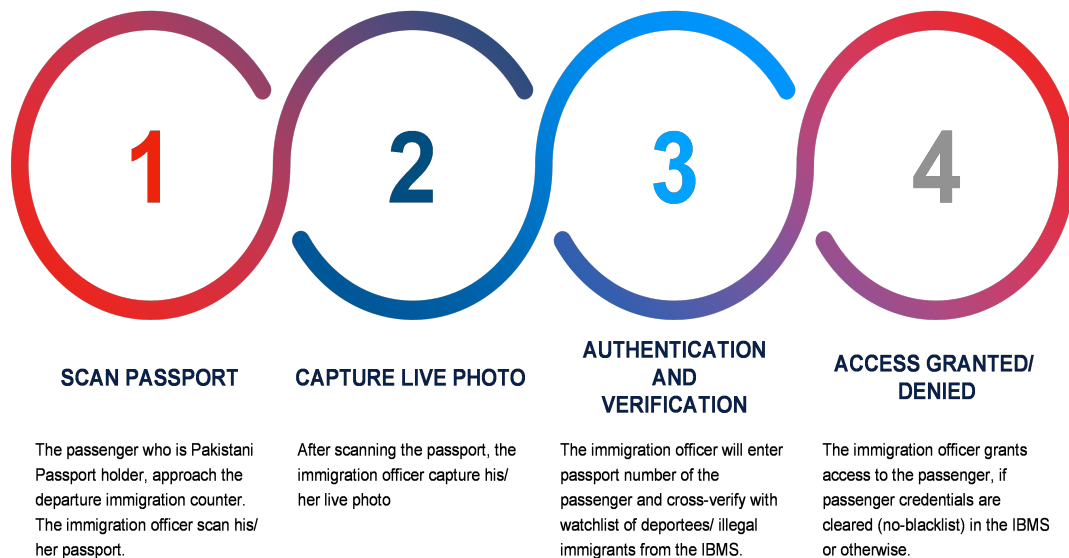 1
2
3
4
SCAN PASSPORT
The passenger who is Pakistani
Passport holder, approach the
departure immigration counter.
The immigration officer scan his/
her passport.
CAPTURE LIVE PHOTO
After scanning the passport, the
immigration officer capture his/
her live photo
AUTHENTICATION
AND
VERIFICATION
The immigration officer will enter
passport number of the
passenger and cross-verify with
watchlist of deportees/ illegal
immigrants from the IBMS.
ACCESS GRANTED/
DENIED
The immigration officer grants
access to the passenger, if
passenger credentials are
cleared (no-blacklist) in the IBMS
or otherwise.